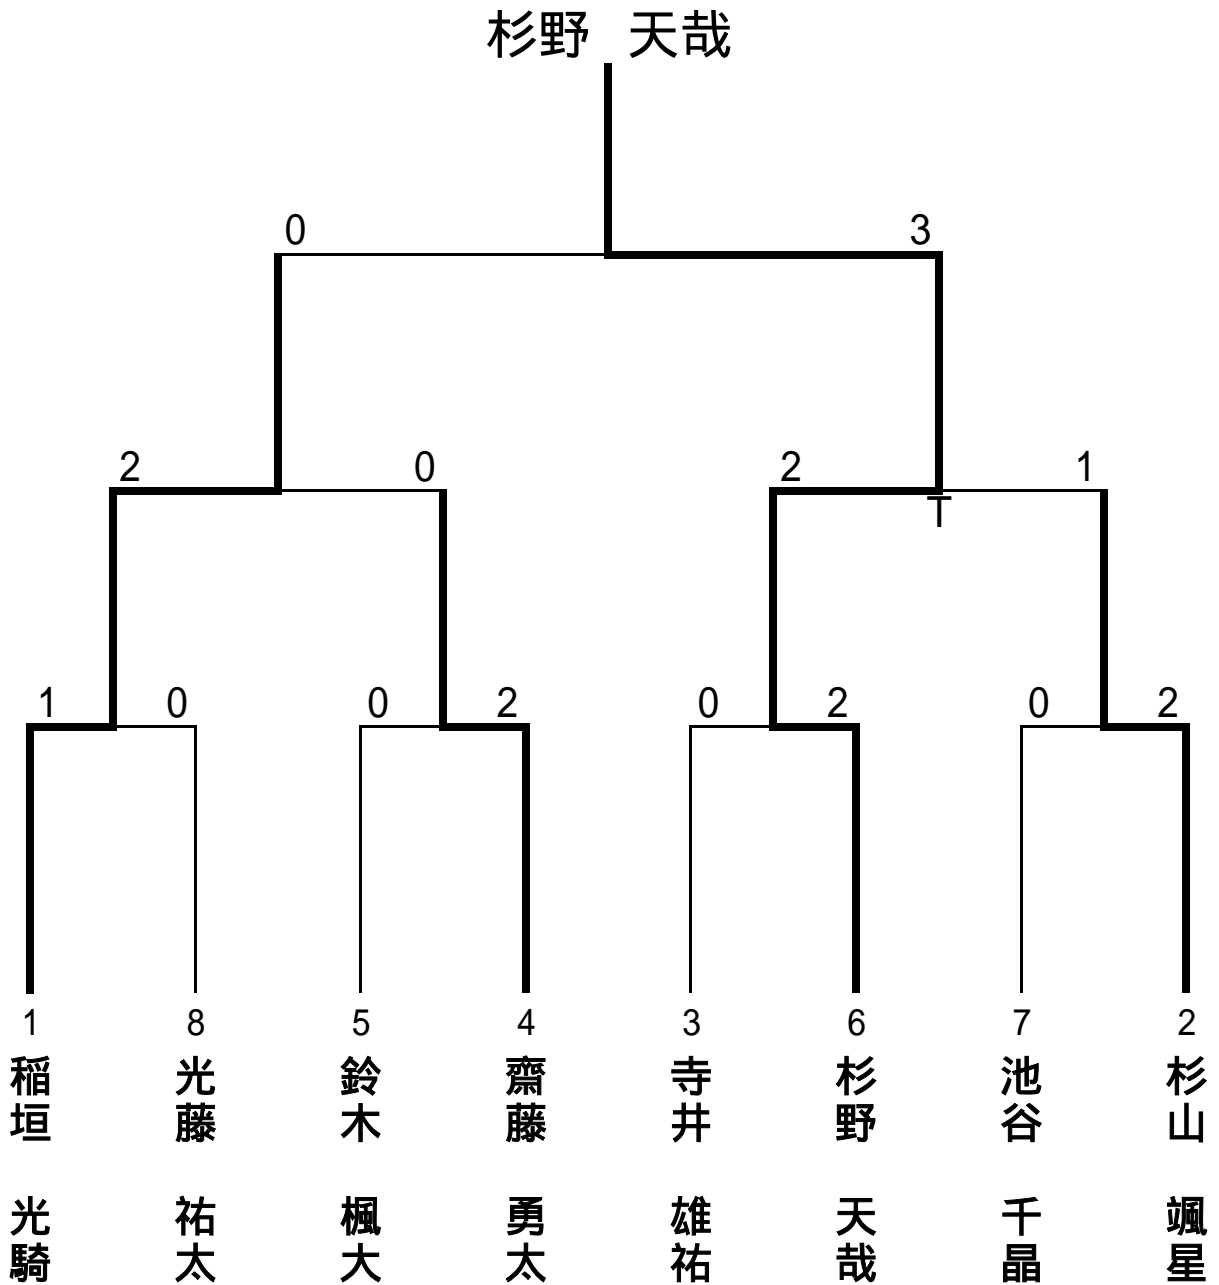 杉野 天哉
0 3
2 0 2 1
T
1 0 0 2 0 2 0 2
1 8 5 4 3 6 7 2
稲垣 光騎
光藤 祐太
鈴木 楓大
齋藤 勇太
寺井 雄祐
杉野 天哉
池谷 千晶
杉山 颯星